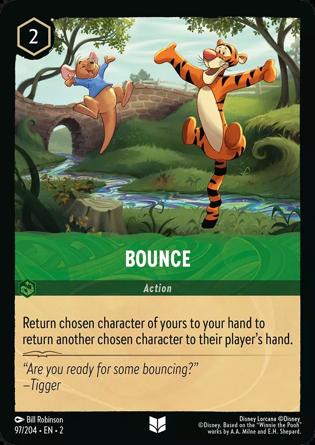 2
BOUNCE
Action
Return chosen character of yours to your hand to
return another chosen character to their player's hand.
“Are you ready for some bouncing?”
–Tigger
Bill Robinson
97/204 • EN • 2
Disney Lorcana ©Disney
©Disney. Based on the “Winnie the Pooh”
works by A.A. Milne and E.H. Shepard.